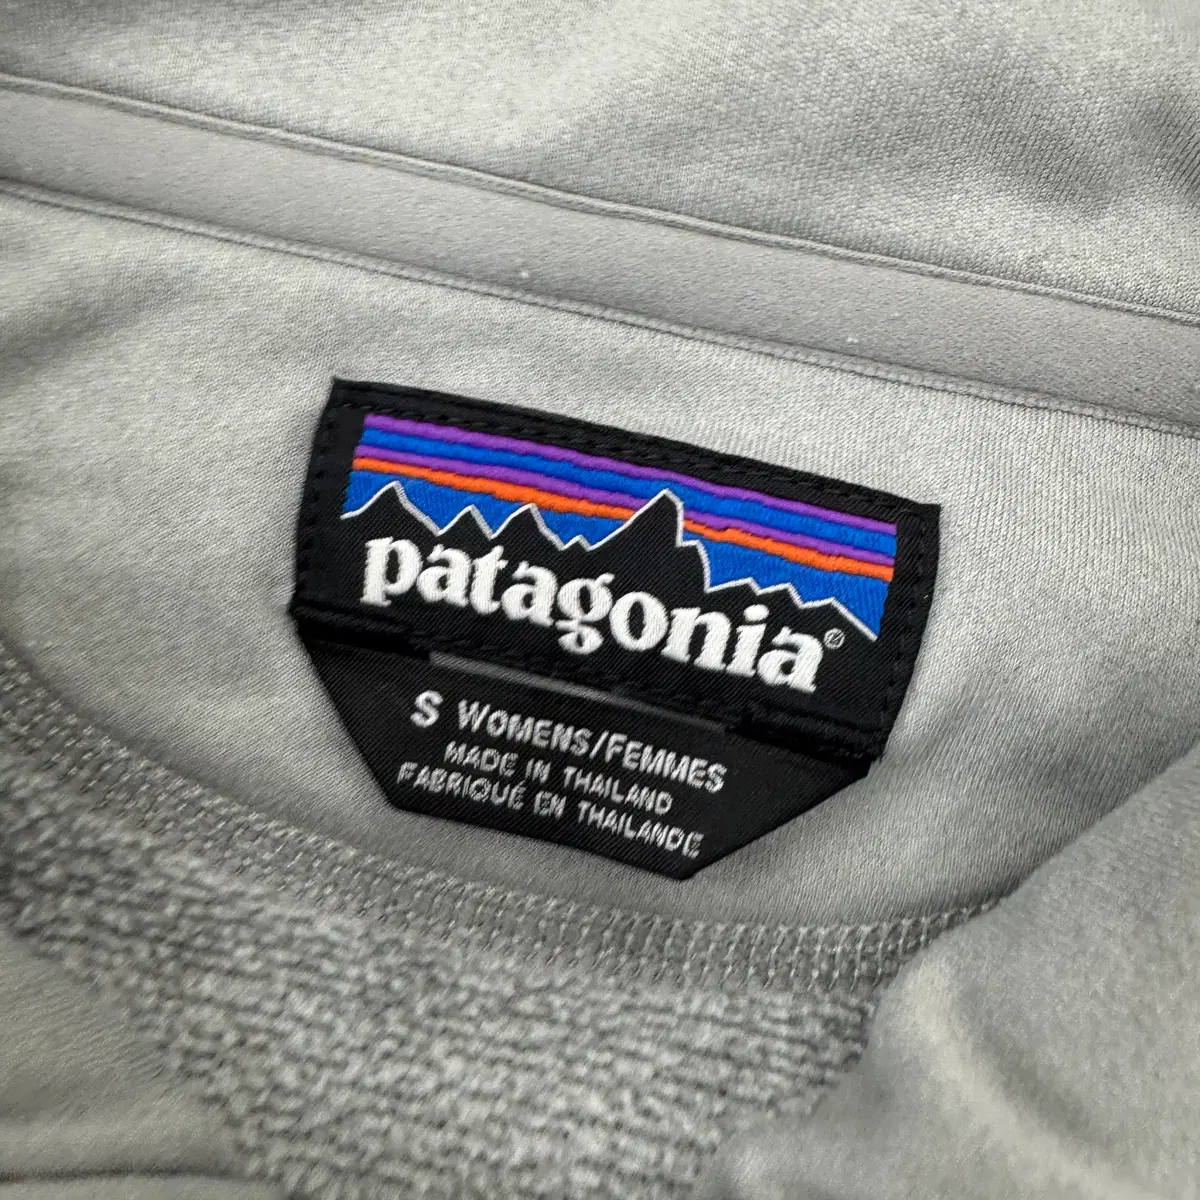 patagonia®
S WOMENS/FEMMES
MADE IN THAILAND
FABRIQUÉ EN THAILANDE